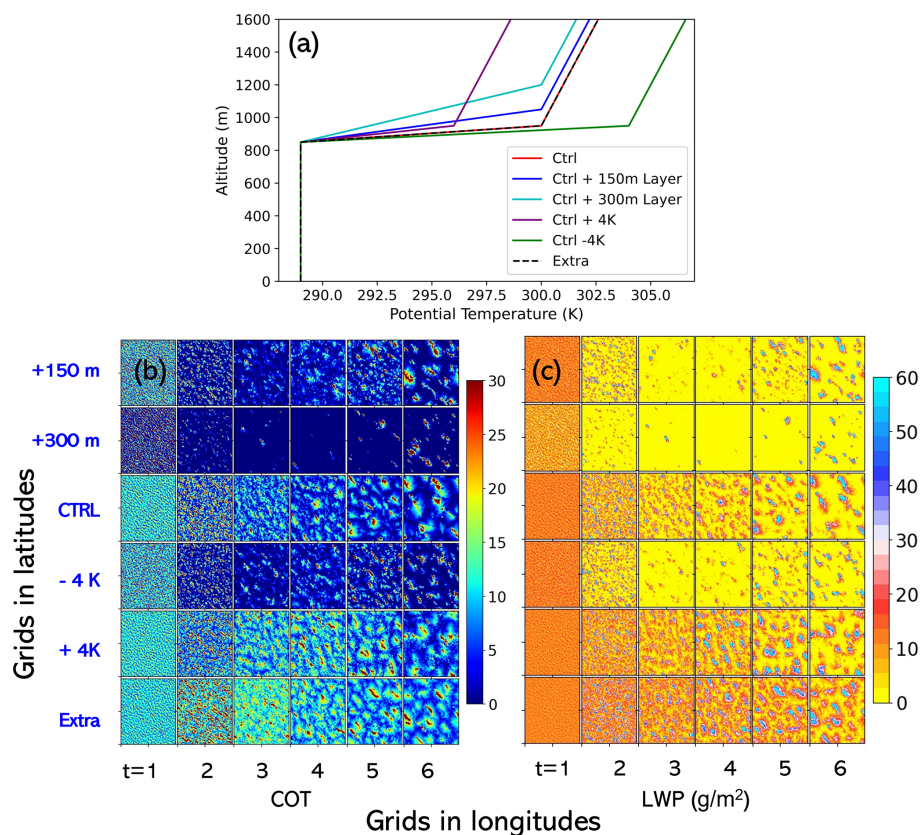 (a)
1600
1400
1200
1000
800
600
400
200
0
Altitude (m)
Ctrl
Ctrl + 150m Layer
Ctrl + 300m Layer
Ctrl + 4K
Ctrl -4K
Extra
290.0 292.5 295.0 297.5 300.0 302.5 305.0
Potential Temperature (K)
Grids in latitudes
+150 m
+300 m
CTRL
- 4 K
+ 4K
Extra
(b)
30
25
20
15
10
5
0
t=1 2 3 4 5 6
COT
(c)
60
50
40
30
20
10
0
t=1 2 3 4 5 6
LWP (g/m²)
Grids in longitudes